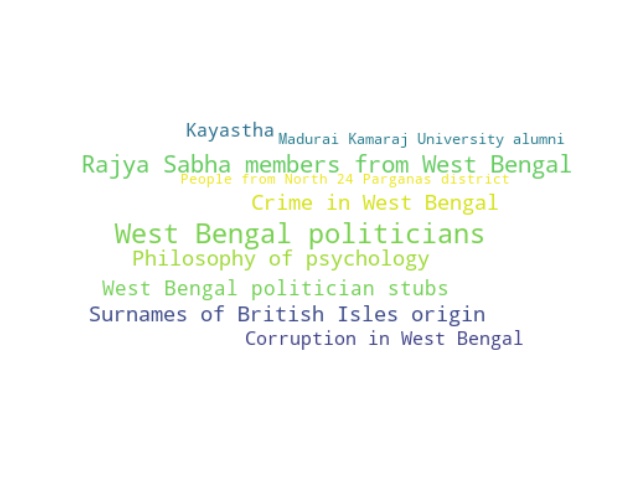 Kayastha
Madurai Kamaraj University alumni
Rajya Sabha members from West Bengal
People from North 24 Parganas district
Crime in West Bengal
West Bengal politicians
Philosophy of psychology
West Bengal politician stubs
Surnames of British Isles origin
Corruption in West Bengal